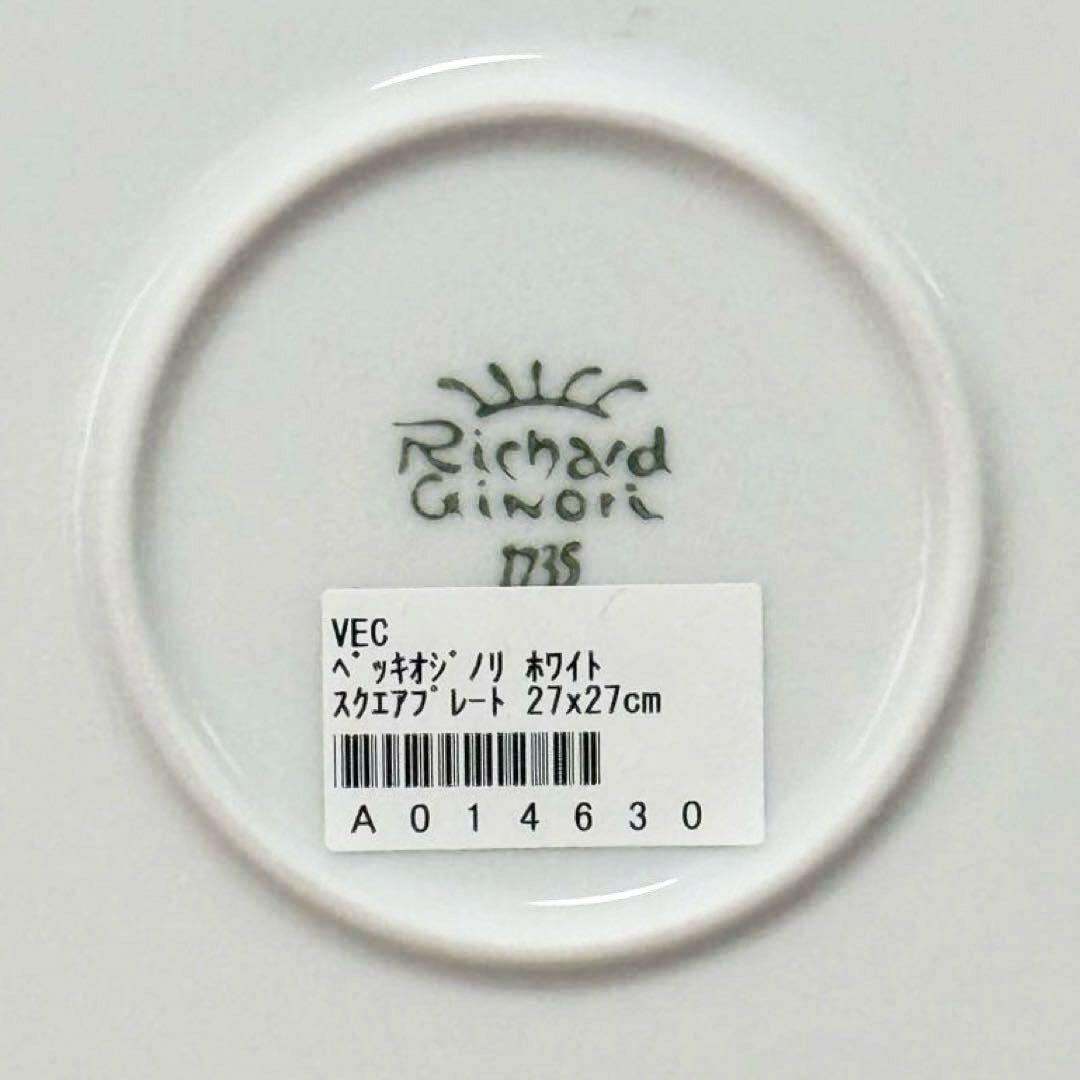 Richard
Ginori
1735
VEC
ﾍﾞｯｷｵｼﾞﾉﾘ ﾎﾜｲﾄ
ｽｸｴｱﾌﾟﾚｰﾄ 27x27cm
A014630